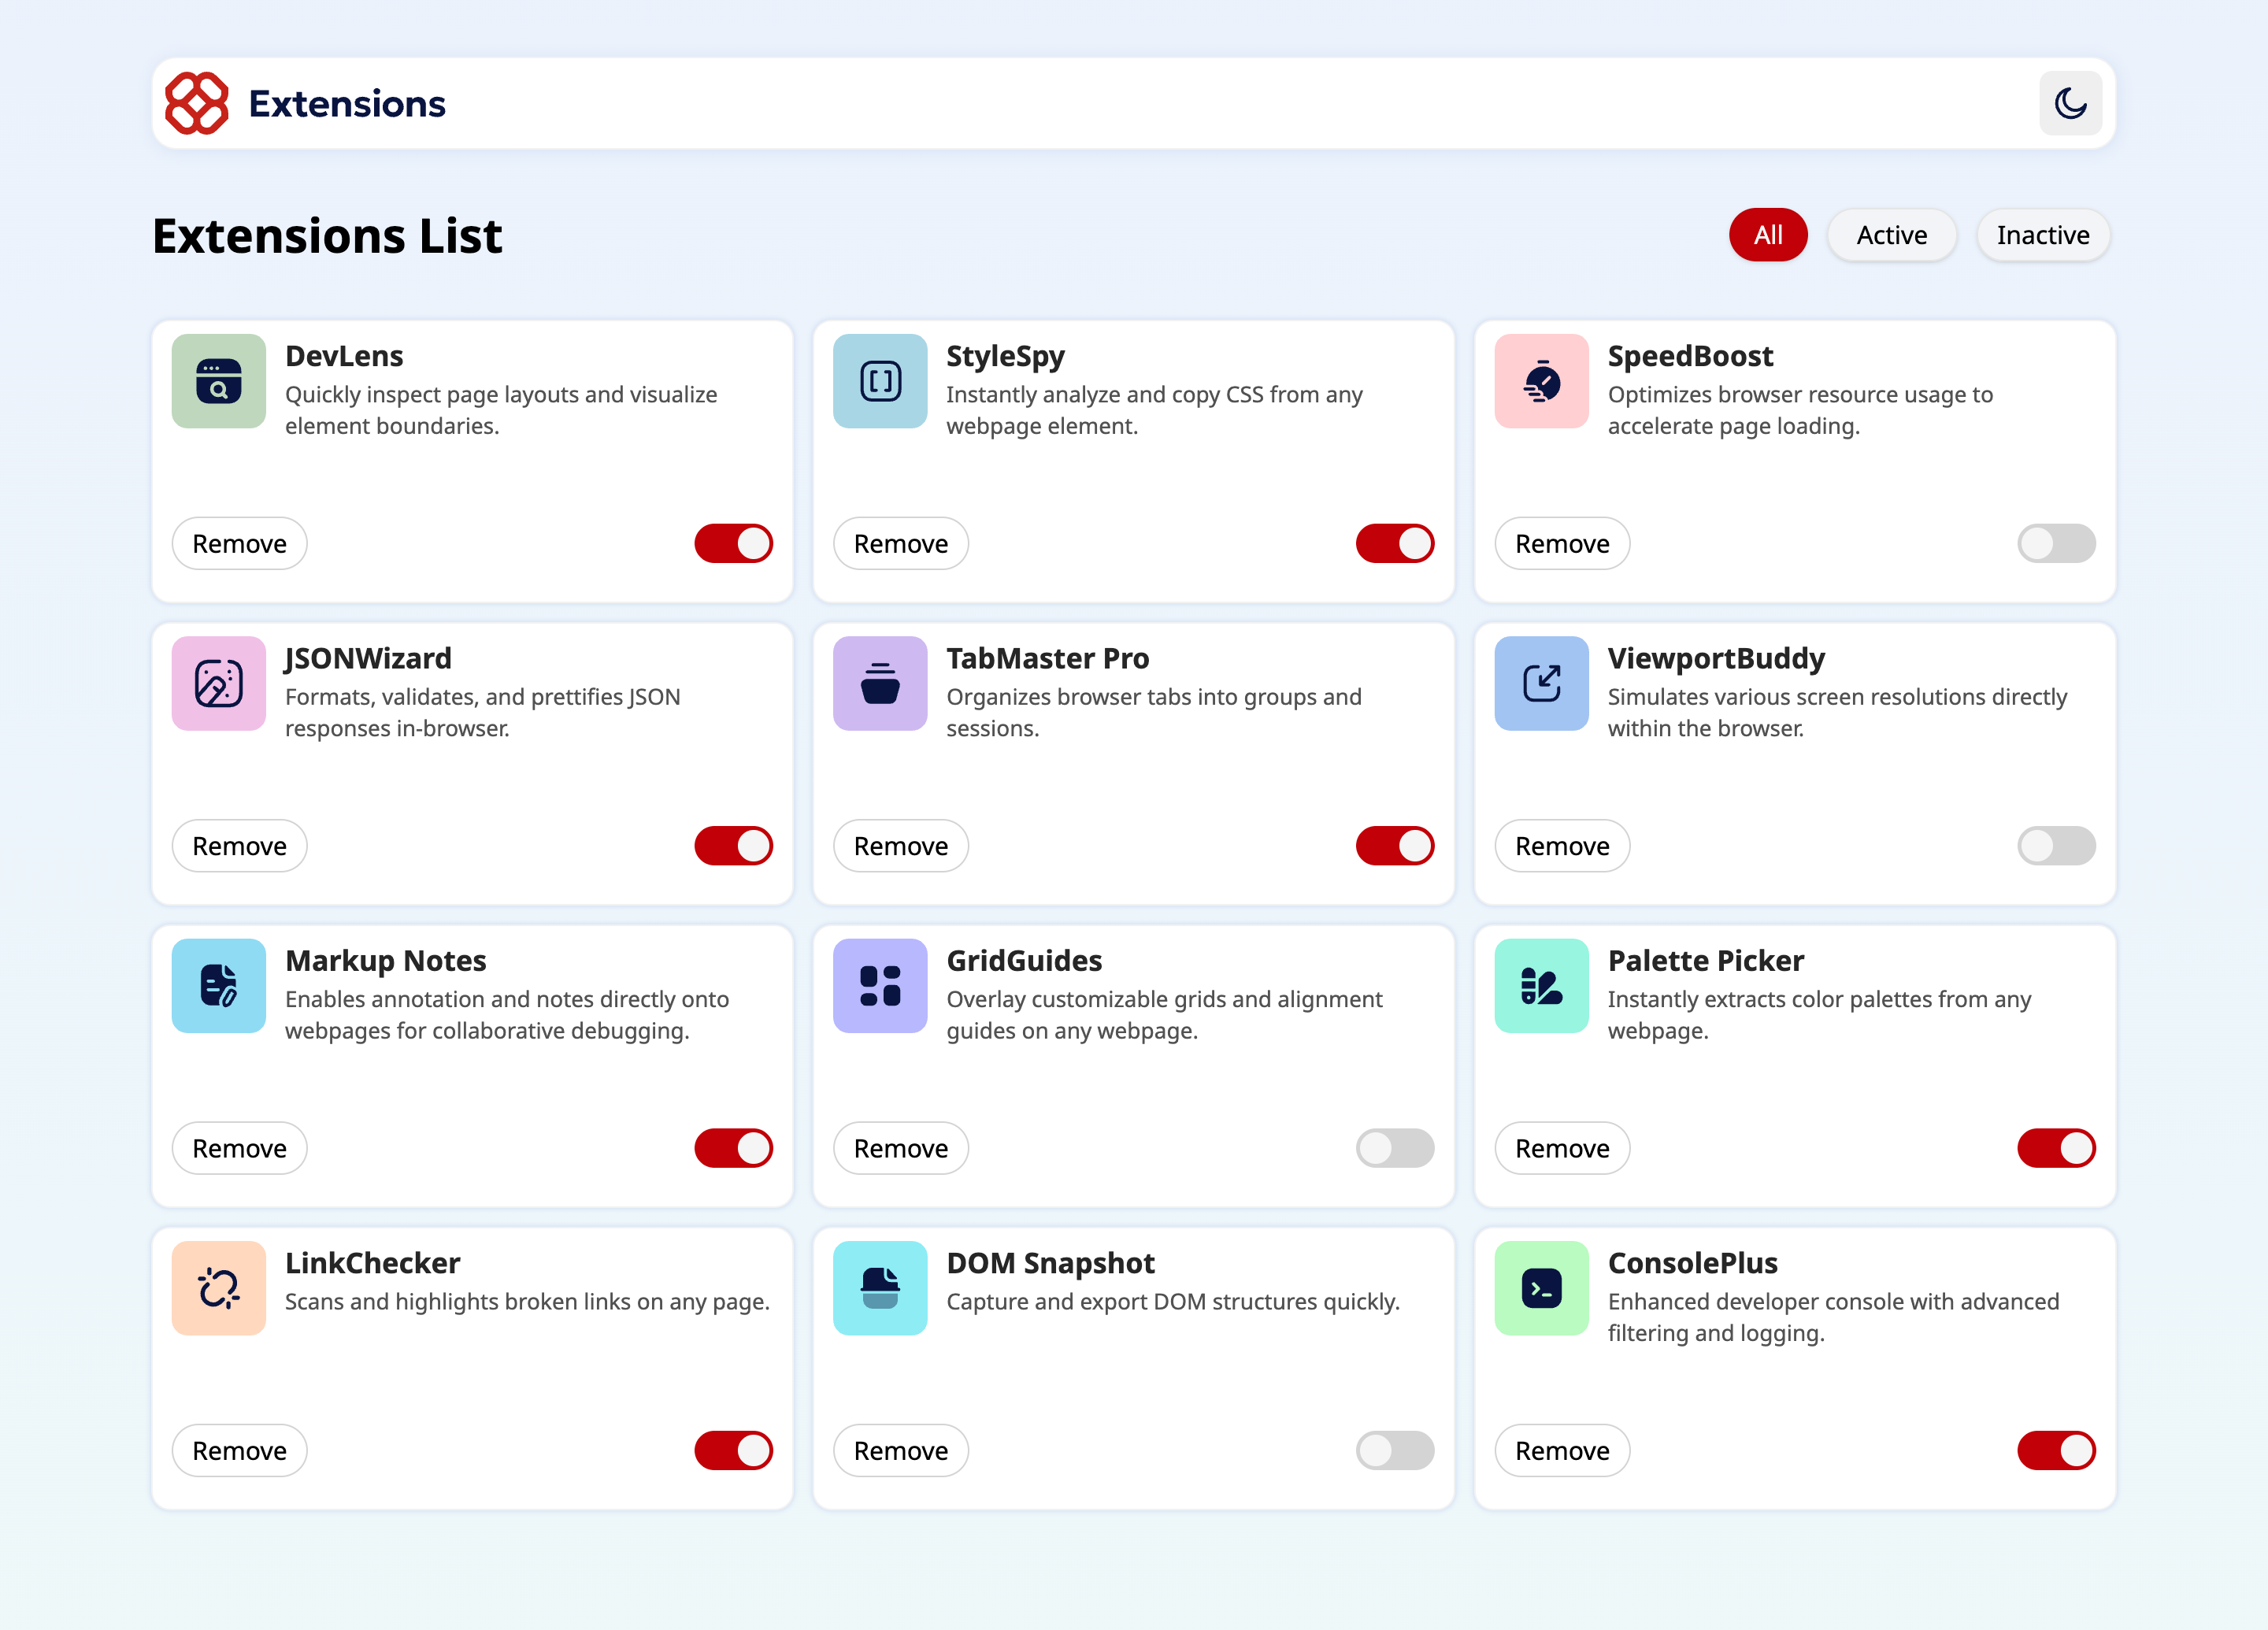 Extensions
Extensions List
All
Active
Inactive
DevLens
Quickly inspect page layouts and visualize
element boundaries.
Remove
StyleSpy
Instantly analyze and copy CSS from any
webpage element.
Remove
SpeedBoost
Optimizes browser resource usage to
accelerate page loading.
Remove
JSONWizard
Formats, validates, and prettifies JSON
responses in-browser.
Remove
TabMaster Pro
Organizes browser tabs into groups and
sessions.
Remove
ViewportBuddy
Simulates various screen resolutions directly
within the browser.
Remove
Markup Notes
Enables annotation and notes directly onto
webpages for collaborative debugging.
Remove
GridGuides
Overlay customizable grids and alignment
guides on any webpage.
Remove
Palette Picker
Instantly extracts color palettes from any
webpage.
Remove
LinkChecker
Scans and highlights broken links on any page.
Remove
DOM Snapshot
Capture and export DOM structures quickly.
Remove
ConsolePlus
Enhanced developer console with advanced
filtering and logging.
Remove